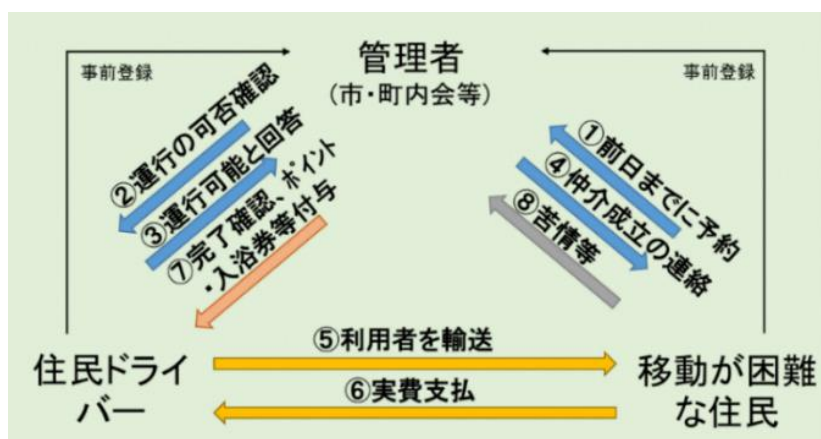 管理者
(市・町内会等)
事前登録
事前登録
②運行の可否確認
③運行可能と回答
⑦完了確認、ポイント
・入浴券等付与
①前日までに予約
④仲介成立の連絡
⑧苦情等
⑤利用者を輸送
⑥実費支払
住民ドライ
バー
移動が困難
な住民